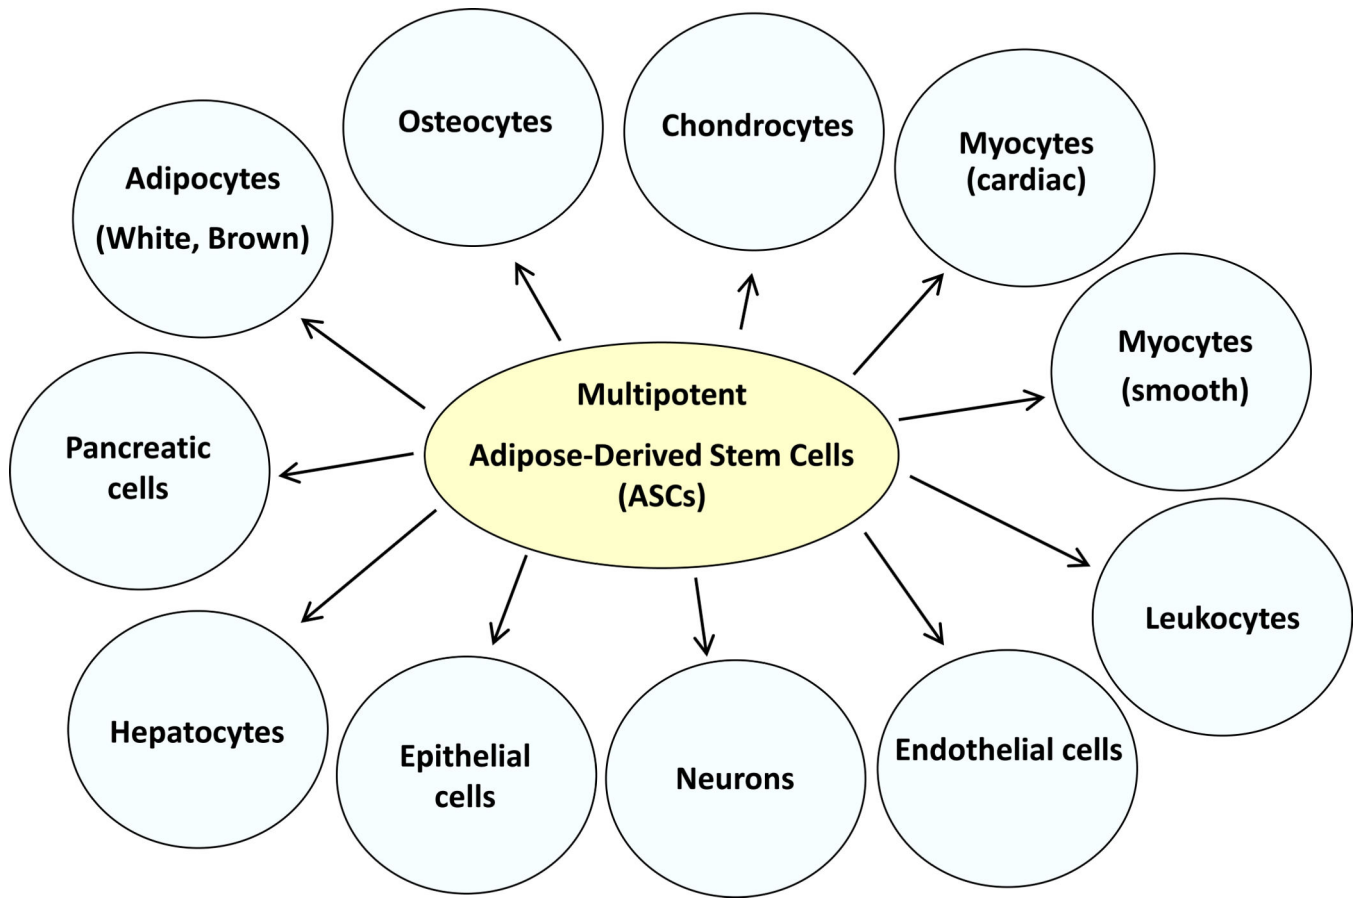 Osteocytes
Chondrocytes
Myocytes
(cardiac)
Adipocytes
(White, Brown)
Myocytes
(smooth)
Multipotent
Adipose-Derived Stem Cells
(ASCs)
Pancreatic
cells
Leukocytes
Hepatocytes
Epithelial
cells
Neurons
Endothelial cells